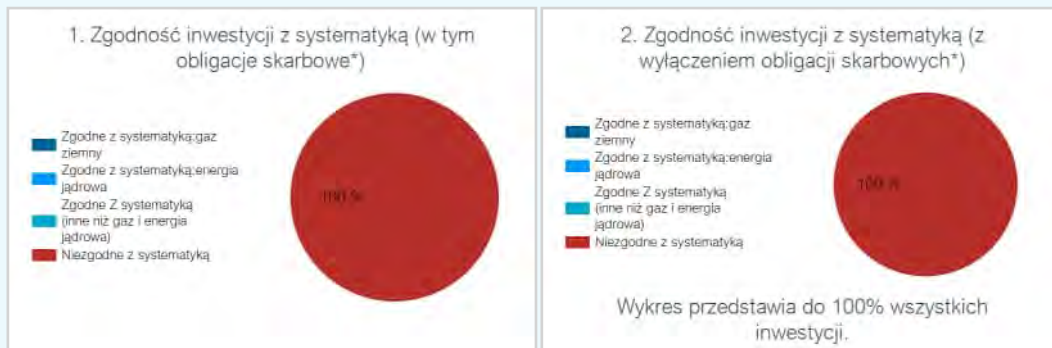 1. Zgodność inwestycji z systematyką (w tym
obligacje skarbowe*)
Zgodne z systematyką:gaz
ziemny
Zgodne z systematyką:energia
jądrowa
Zgodne Z systematyką
(inne niż gaz i energia
jądrowa)
Niezgodne z systematyką
100 %
2. Zgodność inwestycji z systematyką (z
wyłączeniem obligacji skarbowych*)
Zgodne z systematyką:gaz
ziemny
Zgodne z systematyką:energia
jądrowa
Zgodne Z systematyką
(inne niż gaz i energia
jądrowa)
Niezgodne z systematyką
100 %
Wykres przedstawia do 100% wszystkich
inwestycji.